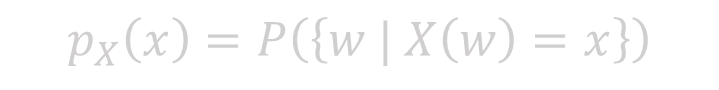 p_X(x) = P({w | X(w) = x})